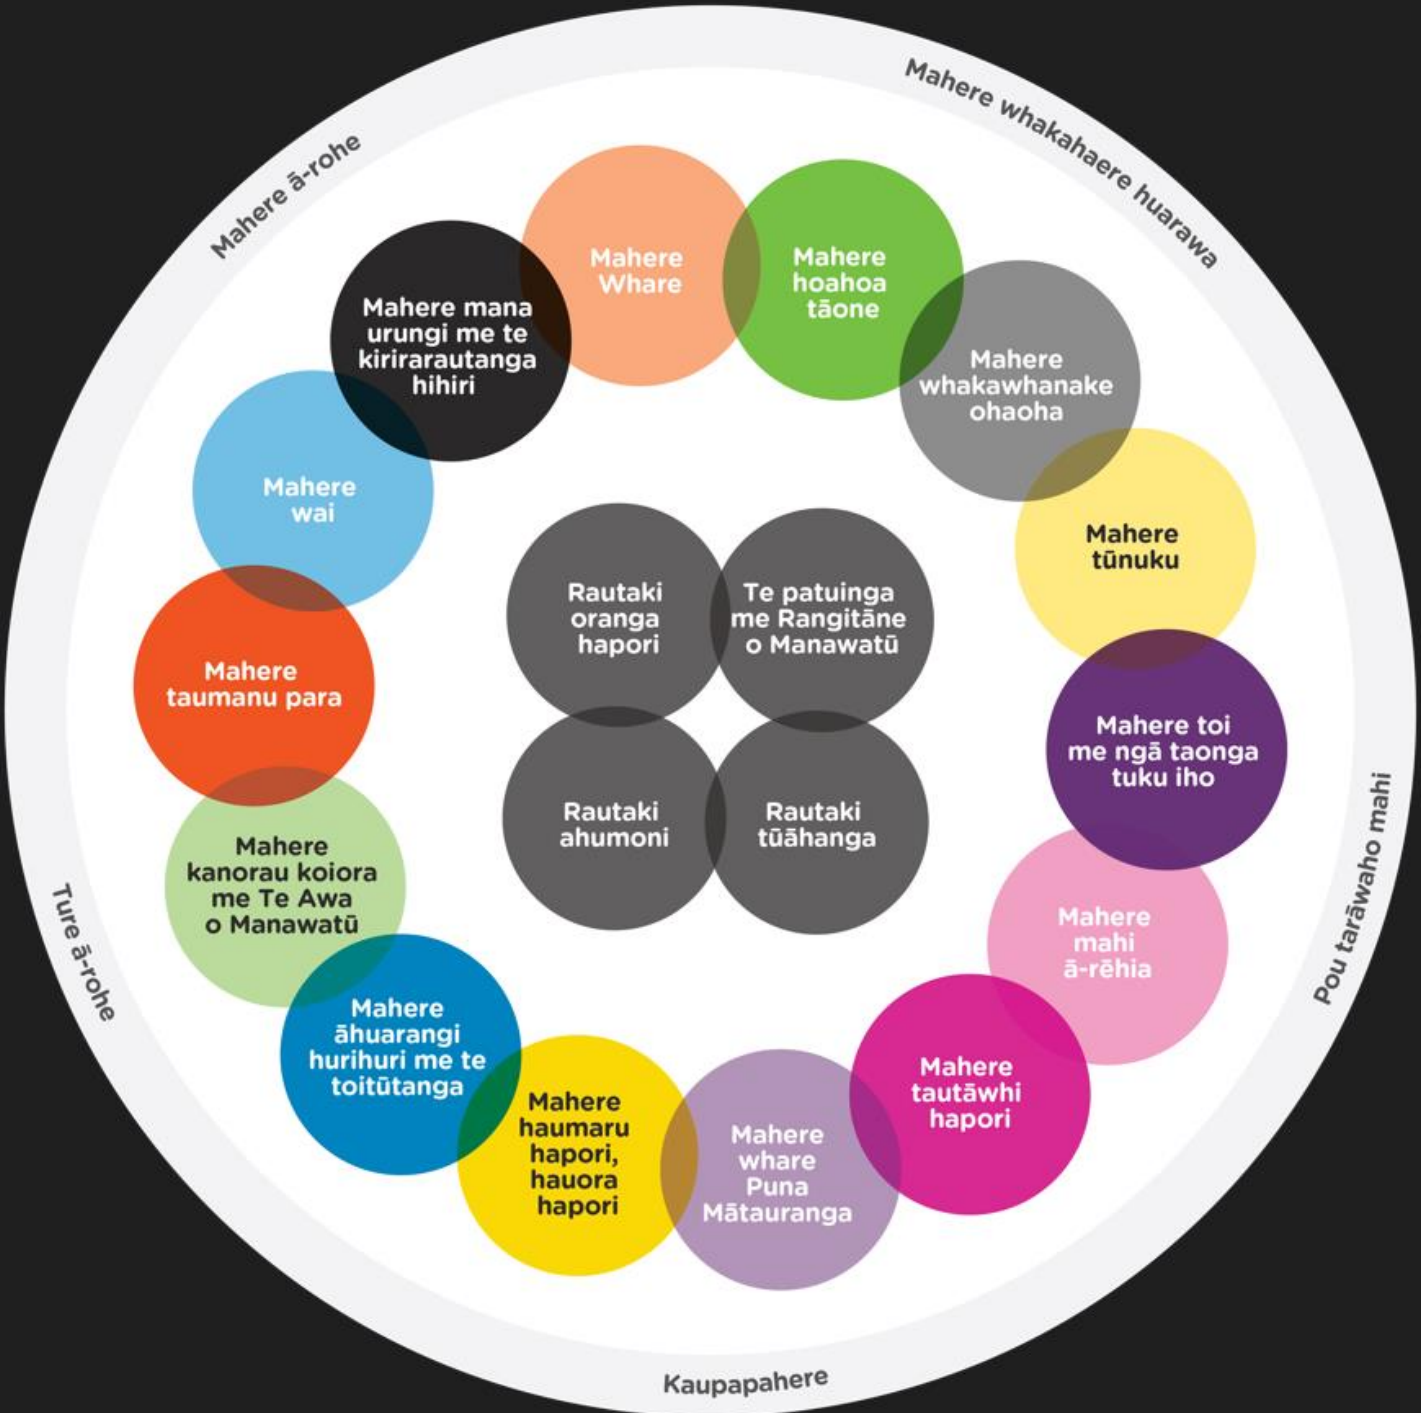 Mahere ā-rohe
Mahere whakahaere huarawa
Pou tarāwaho mahi
Kaupapahere
Ture ā-rohe
Mahere
Whare
Mahere
hoahoa
tāone
Mahere
whakawhanake
ohaoha
Mahere
tūnuku
Mahere toi
me ngā taonga
tuku iho
Mahere
mahi
ā-rēhia
Mahere
tautāwhi
hapori
Mahere
whare
Puna
Mātauranga
Mahere
haumaru
hapori,
hauora
hapori
Mahere
āhuarangi
hurihuri me te
toitūtanga
Mahere
kanorau koiora
me Te Awa
o Manawatū
Mahere
taumanu para
Mahere
wai
Mahere mana
urungi me te
kirirarautanga
hihiri
Rautaki
oranga
hapori
Te patuinga
me Rangitāne
o Manawatū
Rautaki
ahumoni
Rautaki
tūāhanga